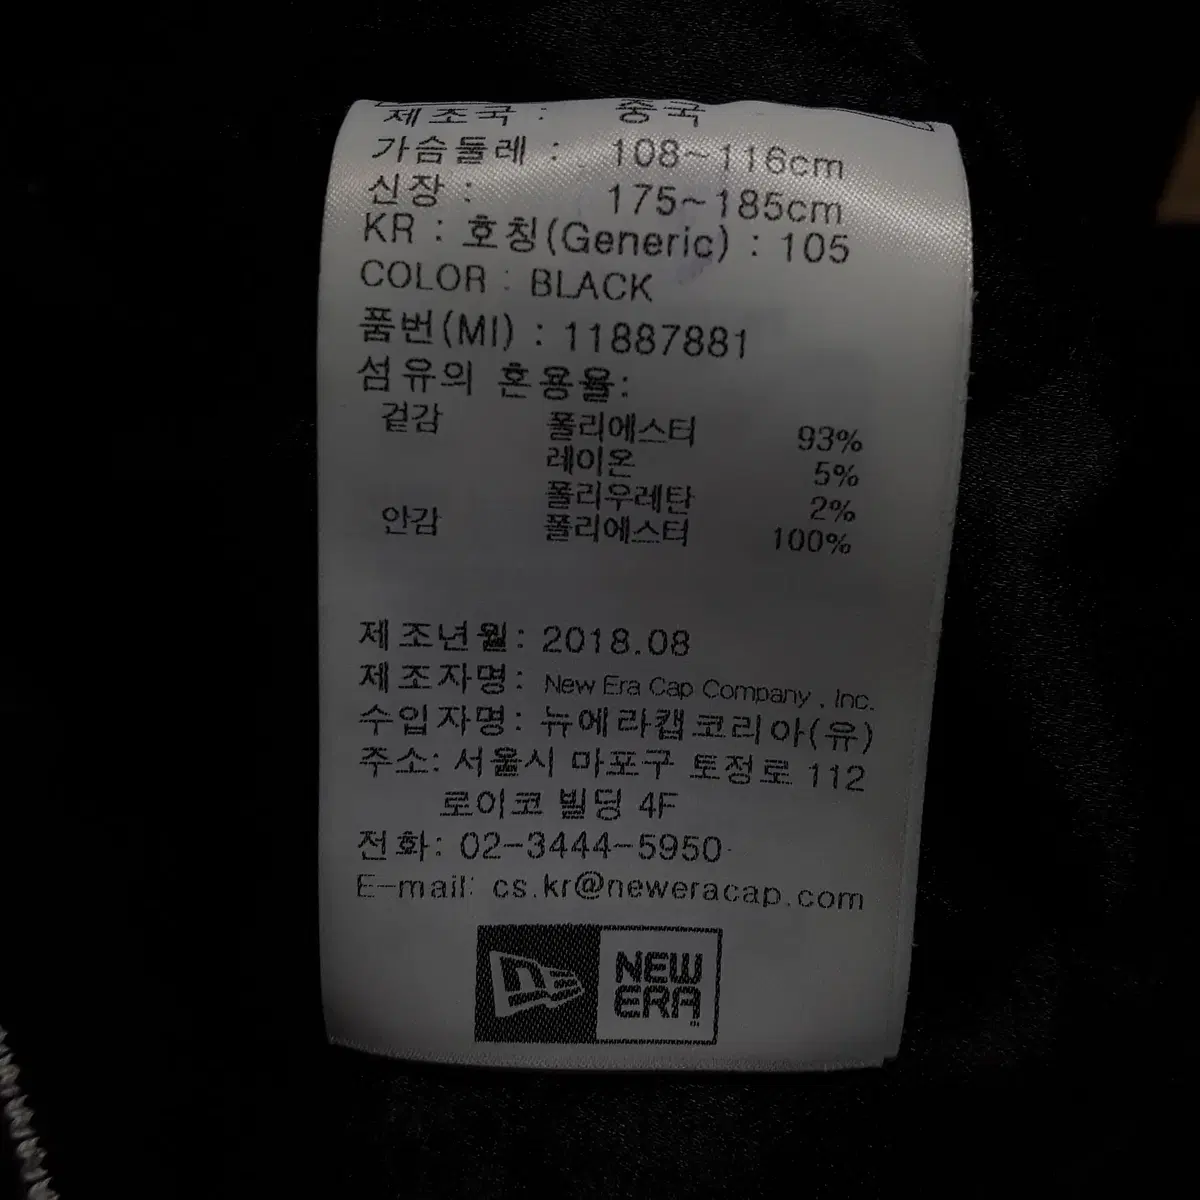 제조국 : 중국
가슴둘레 : 108~116cm
신장 : 175~185cm
KR : 호칭(Generic) : 105
COLOR : BLACK
품번(MI) : 11887881
섬유의 혼용율:
겉감 폴리에스터 93%
레이온 5%
폴리우레탄 2%
안감 폴리에스터 100%
제조년월: 2018.08
제조자명: New Era Cap Company , Inc.
수입자명: 뉴에라캡코리아(유)
주소: 서울시 마포구 토정로 112
로이코 빌딩 4F
전화: 02-3444-5950
E-mail: cs.kr@neweracap.com
NEW
ERA